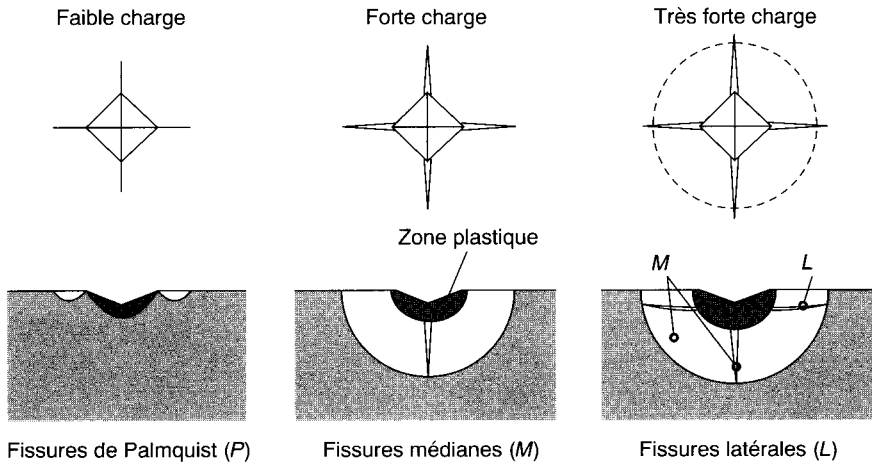 Faible charge
Forte charge
Très forte charge
Zone plastique
M
L
Fissures de Palmquist (P)
Fissures médianes (M)
Fissures latérales (L)